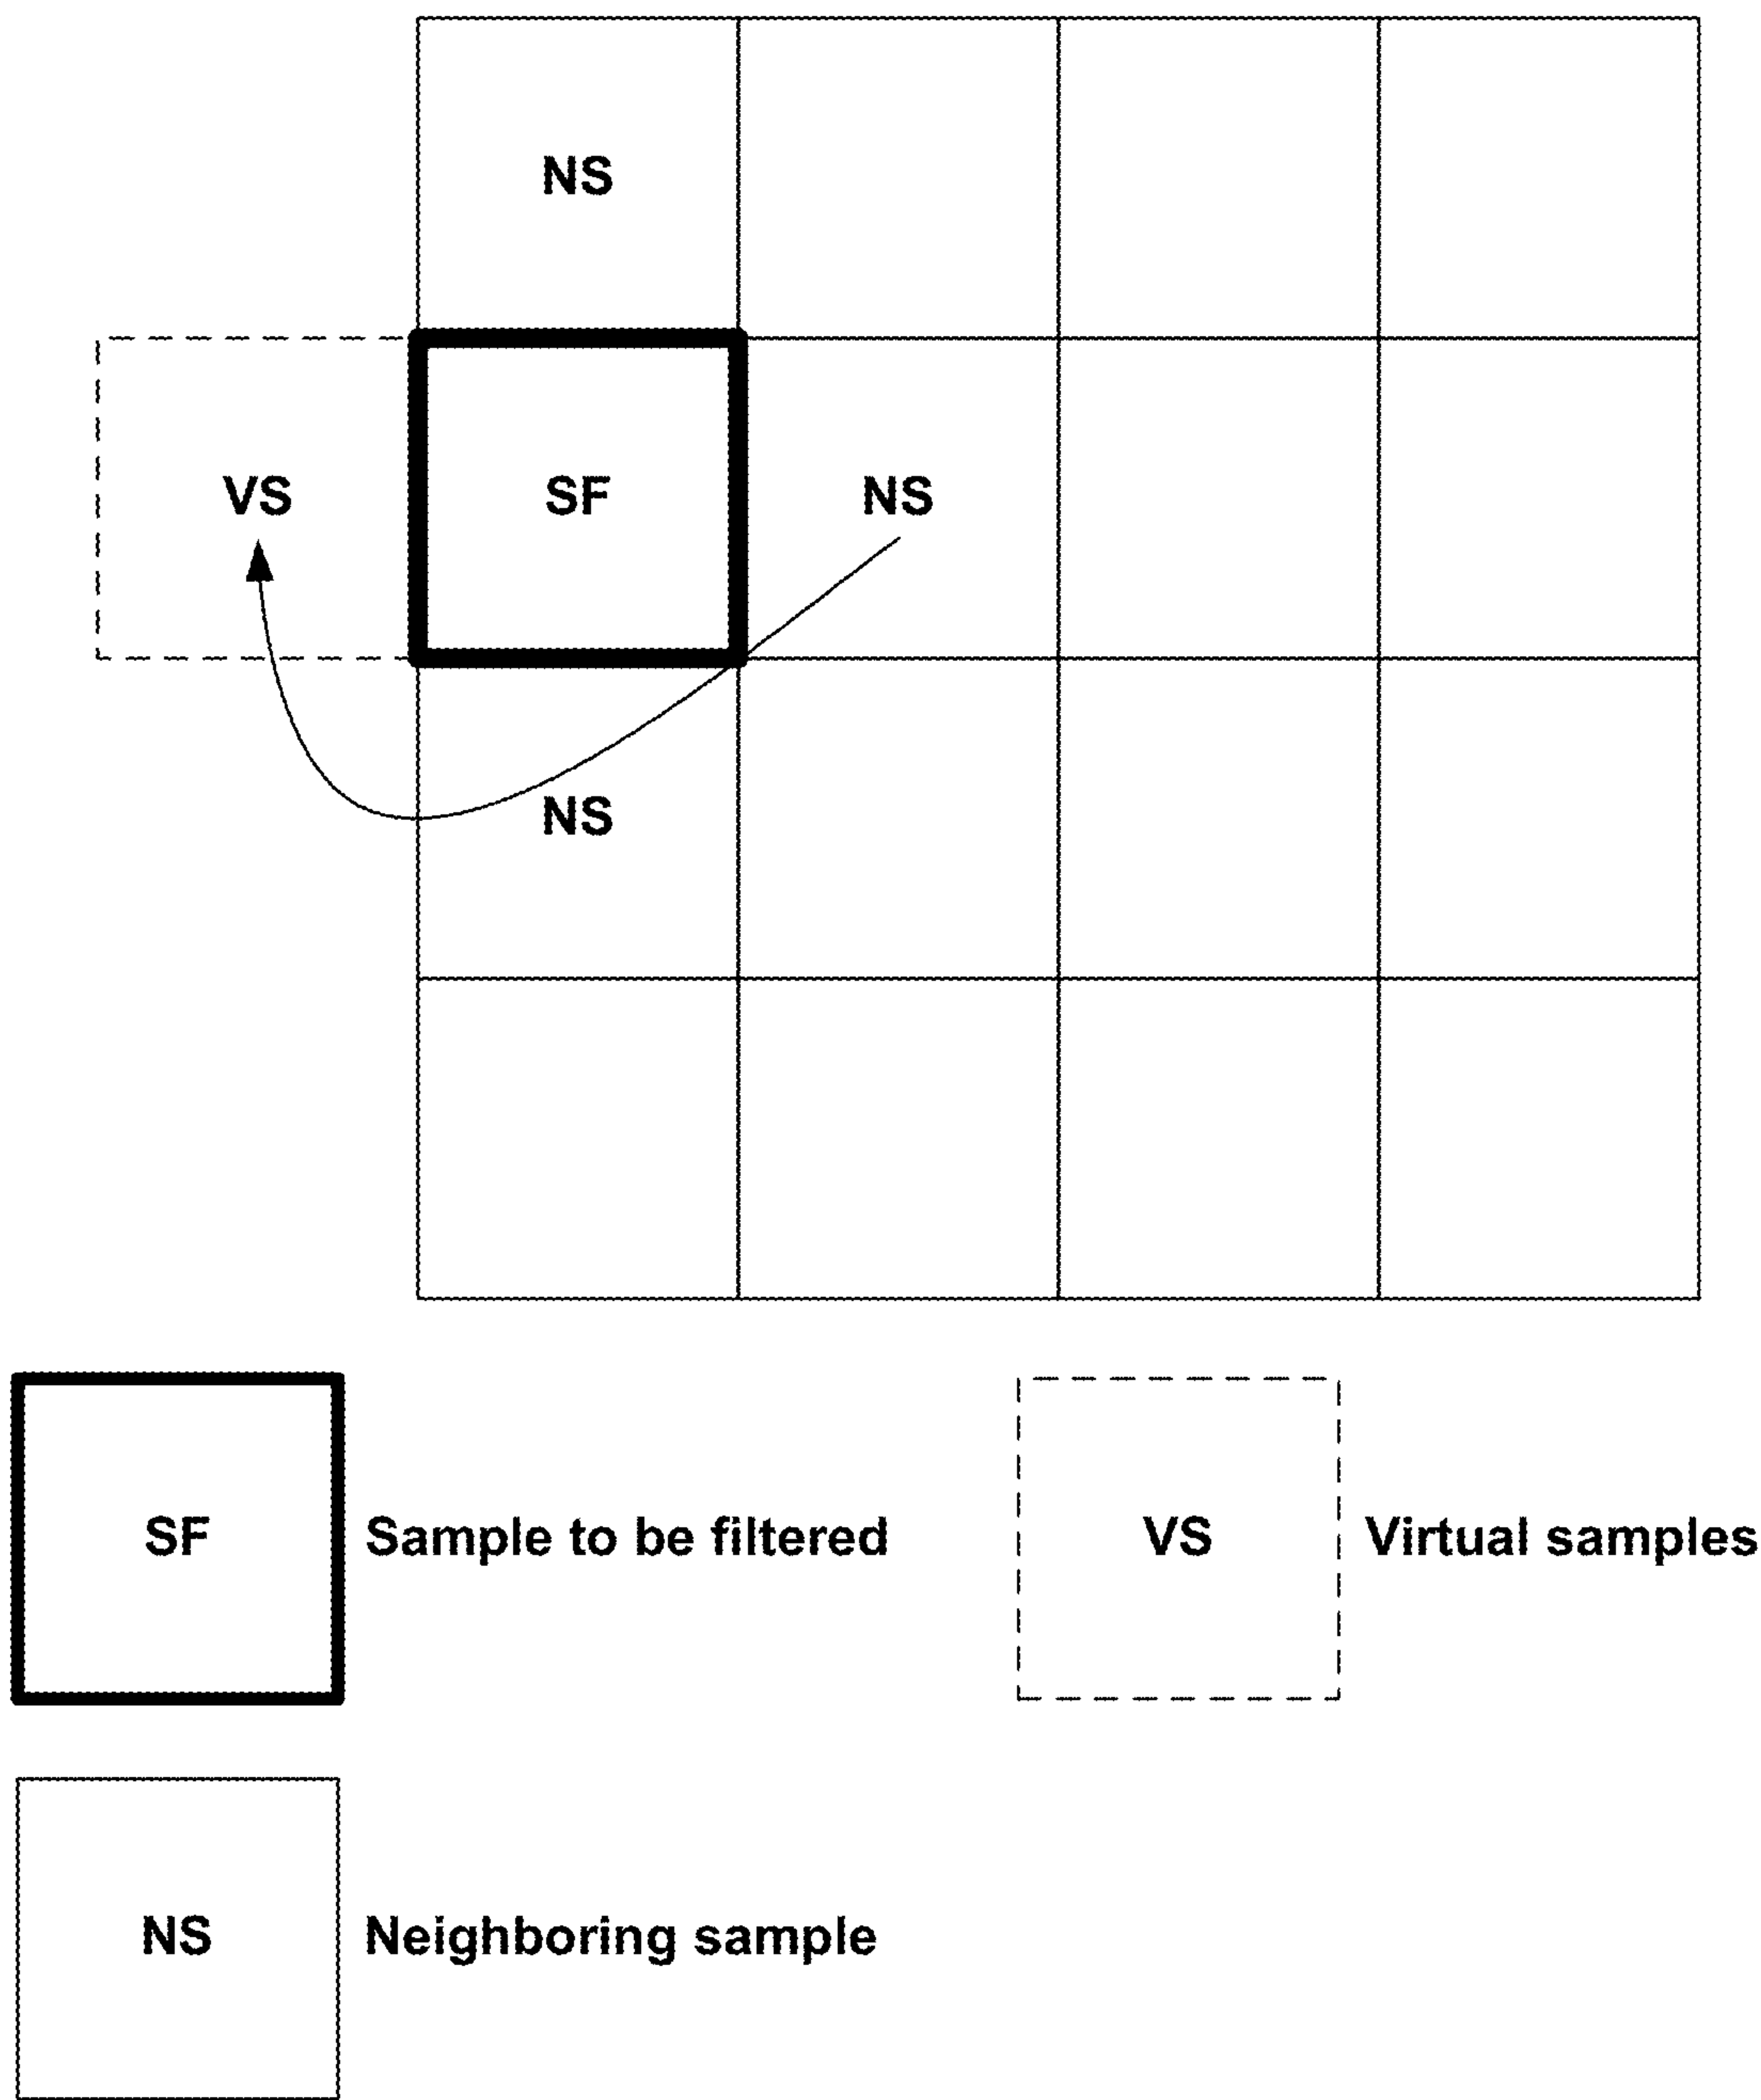 NS
VS SF NS
NS
SF Sample to be filtered
VS Virtual samples
NS Neighboring sample